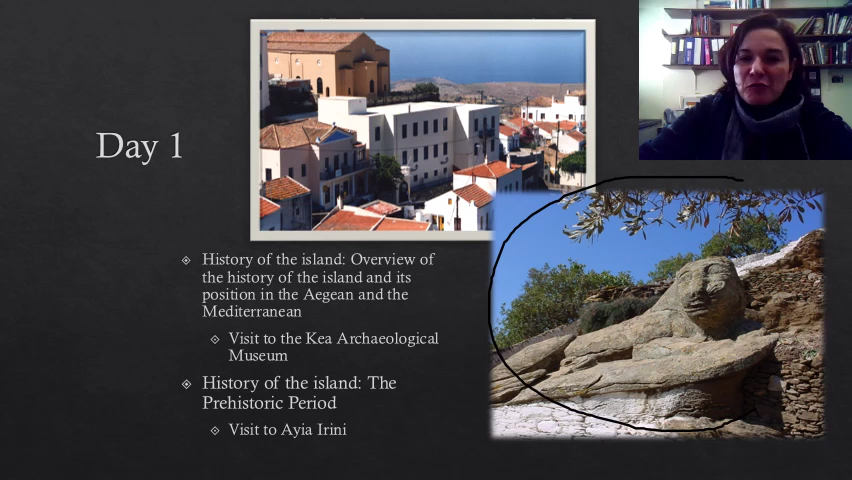 Day 1
History of the island: Overview of
the history of the island and its
position in the Aegean and the
Mediterranean
Visit to the Kea Archaeological
Museum
History of the island: The
Prehistoric Period
Visit to Ayia Irini